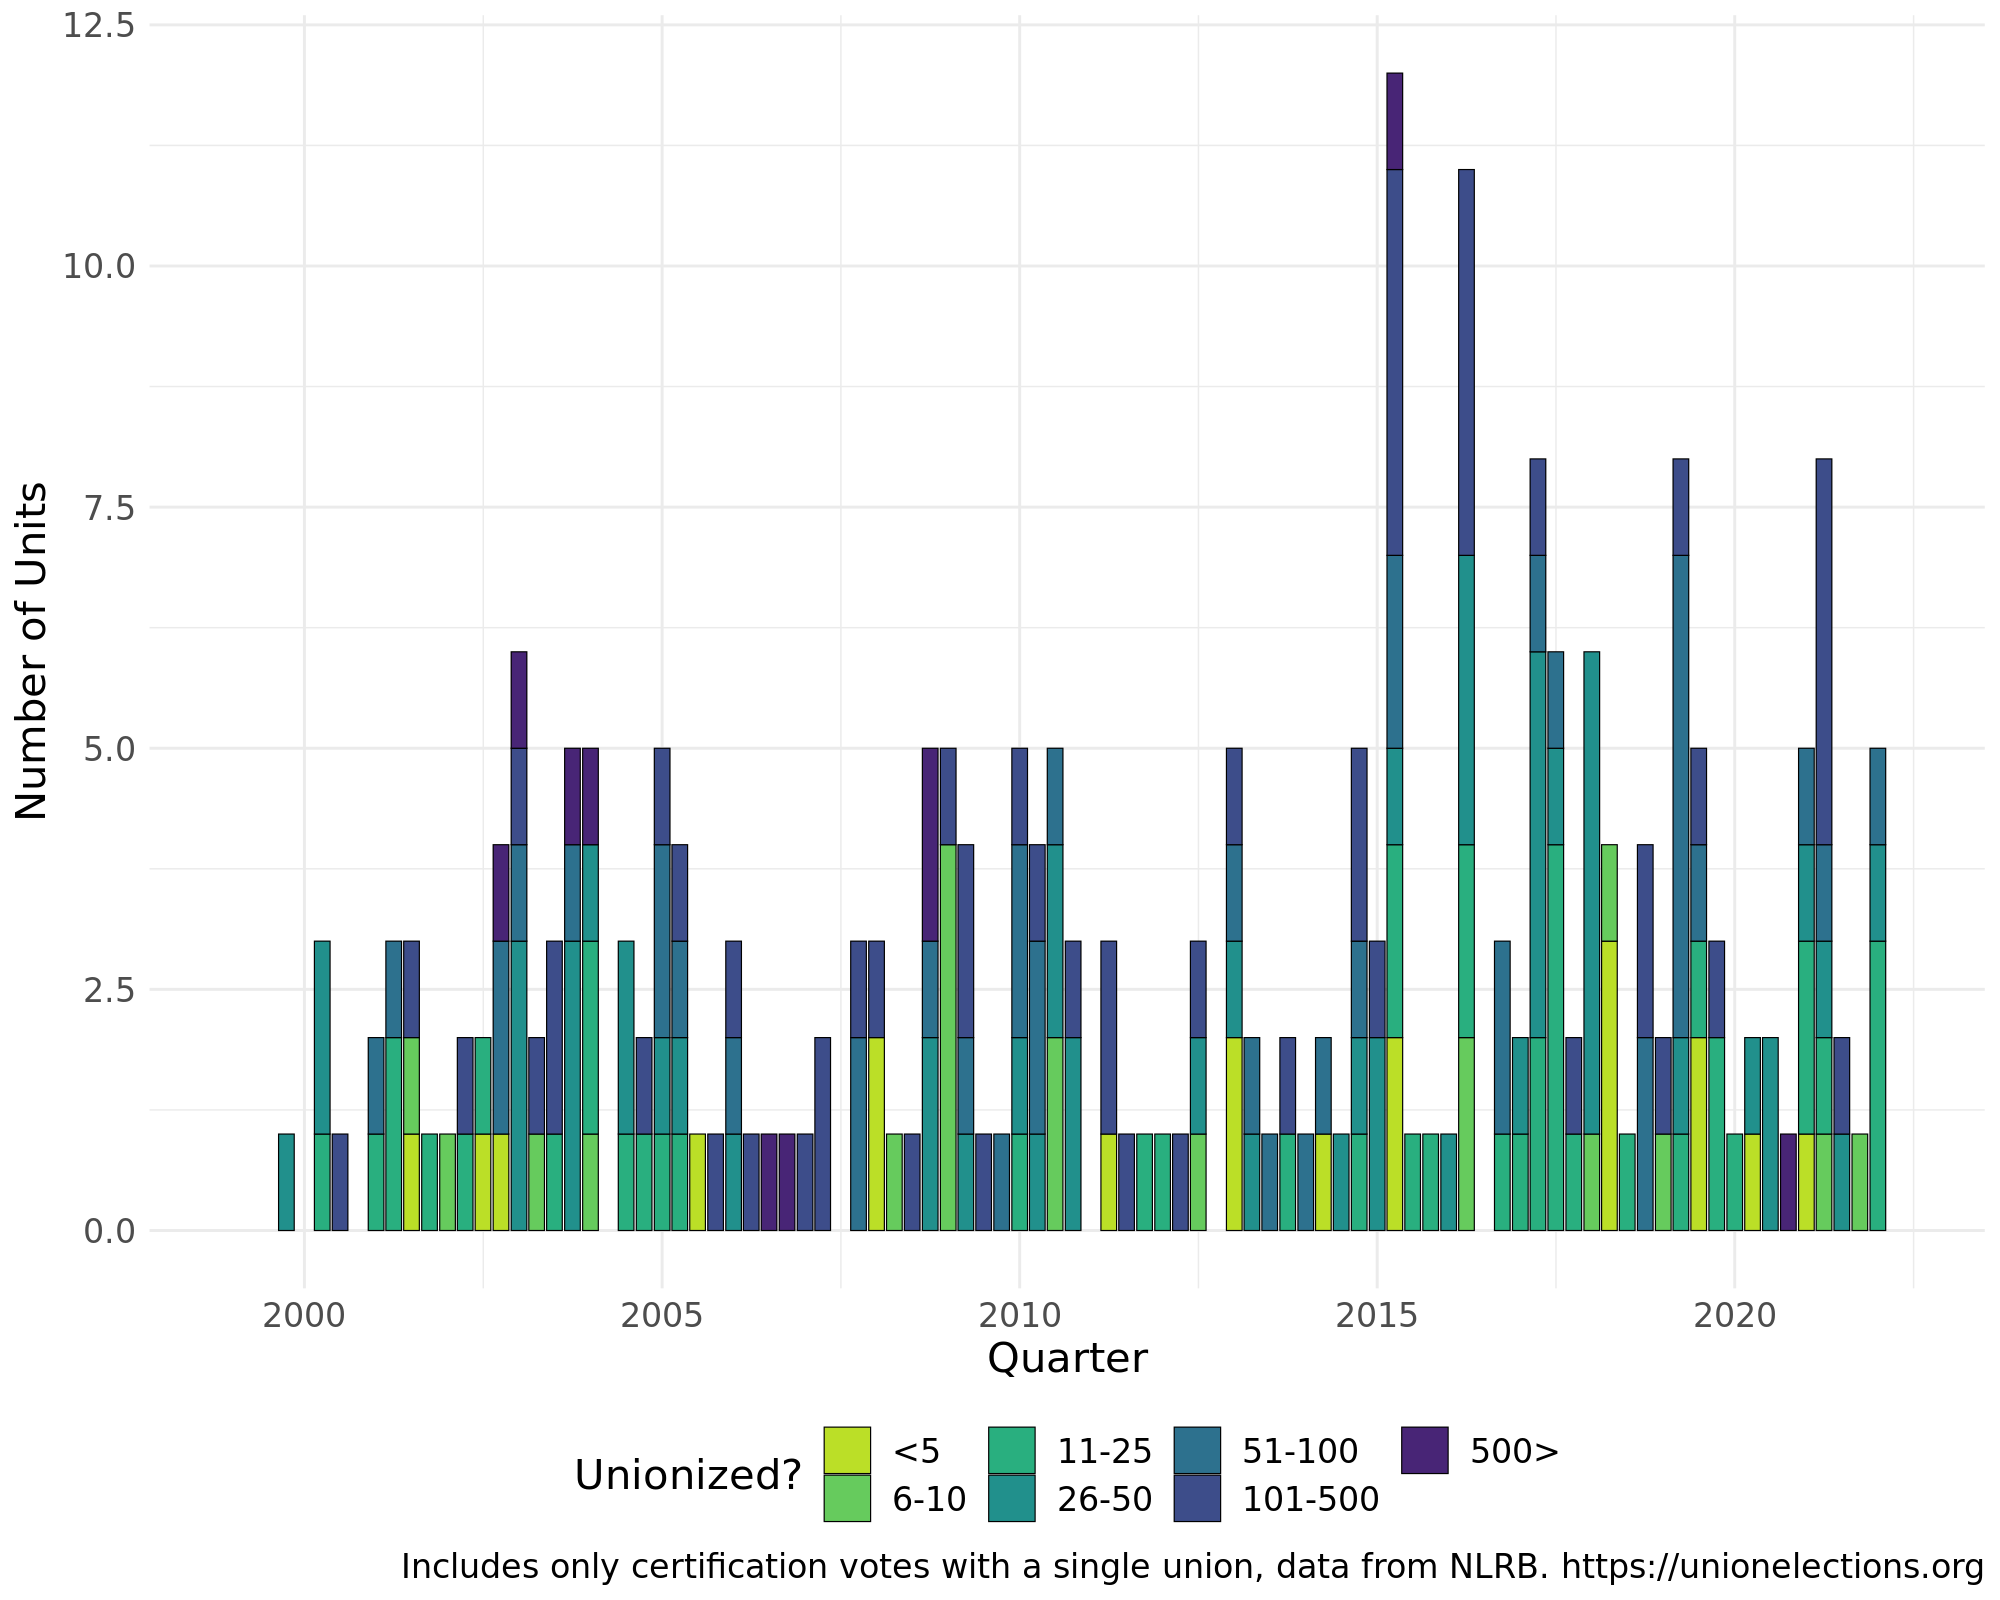 12.5
10.0
7.5
5.0
2.5
0.0
Number of Units
2000 2005 2010 2015 2020
Quarter
Unionized?
<5 11-25 51-100 500>
6-10 26-50 101-500
Includes only certification votes with a single union, data from NLRB. https://unionelections.org